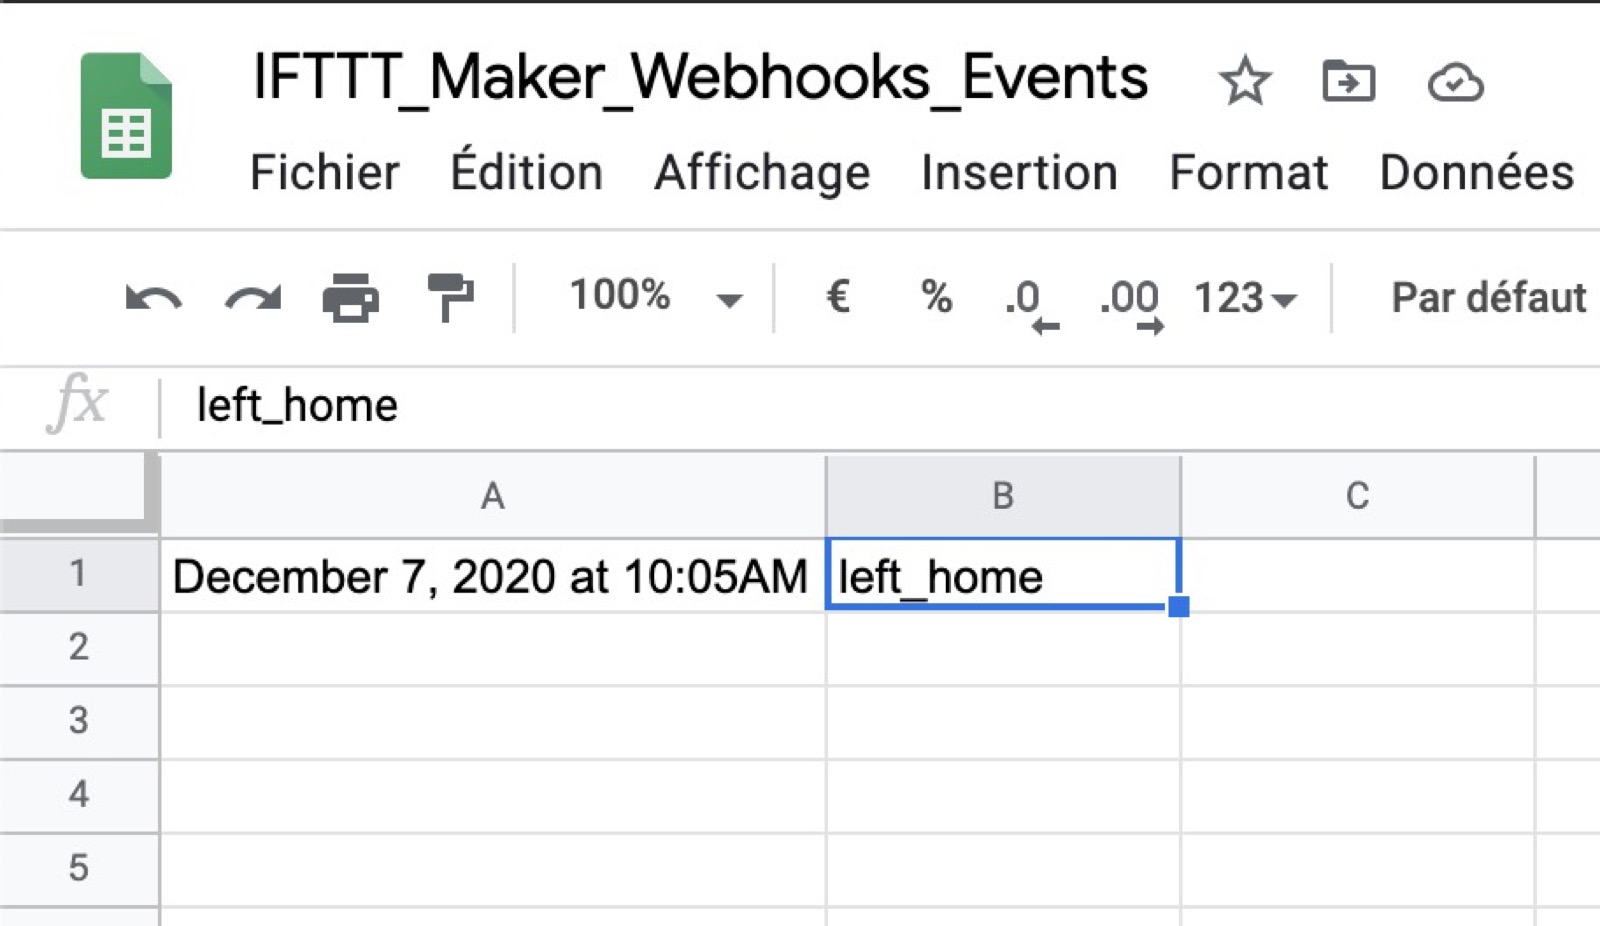 IFTTT_Maker_Webhooks_Events
Fichier Édition Affichage Insertion Format Données
100% € % .0 .00 123 Par défaut
fx left_home
A B C
1 December 7, 2020 at 10:05AM left_home
2
3
4
5